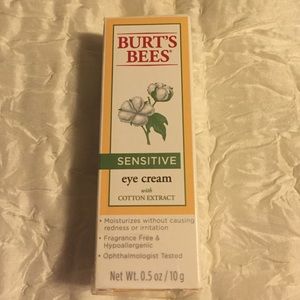 BURT'S
BEES®
SENSITIVE
eye cream
with
COTTON EXTRACT
• Moisturizes without causing
redness or irritation
• Fragrance Free &
Hypoallergenic
• Ophthalmologist Tested
Net Wt. 0.5 oz / 10 g